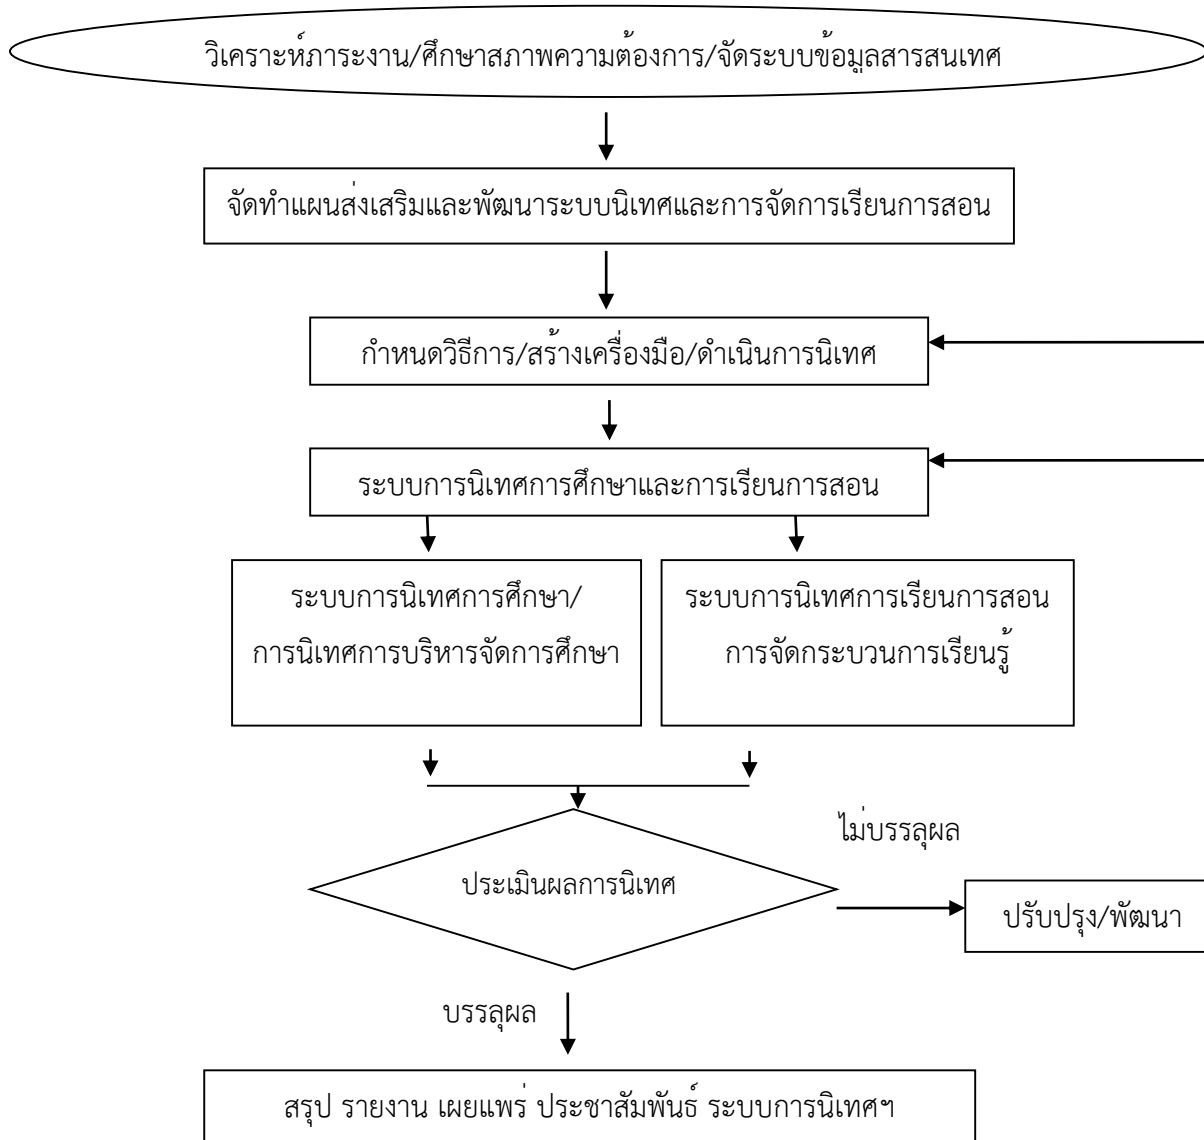 วิเคราะห์ภาระงาน/ศึกษาสภาพความต้องการ/จัดระบบข้อมูลสารสนเทศ
จัดทำแผนส่งเสริมและพัฒนาระบบนิเทศและการจัดการเรียนการสอน
กำหนดวิธีการ/สร้างเครื่องมือ/ดำเนินการนิเทศ
ระบบการนิเทศการศึกษาและการเรียนการสอน
ระบบการนิเทศการศึกษา/
การนิเทศการบริหารจัดการศึกษา
ระบบการนิเทศการเรียนการสอน
การจัดกระบวนการเรียนรู้
ประเมินผลการนิเทศ
ไม่บรรลุผล
ปรับปรุง/พัฒนา
บรรลุผล
สรุป รายงาน เผยแพร่ ประชาสัมพันธ์ ระบบการนิเทศฯ